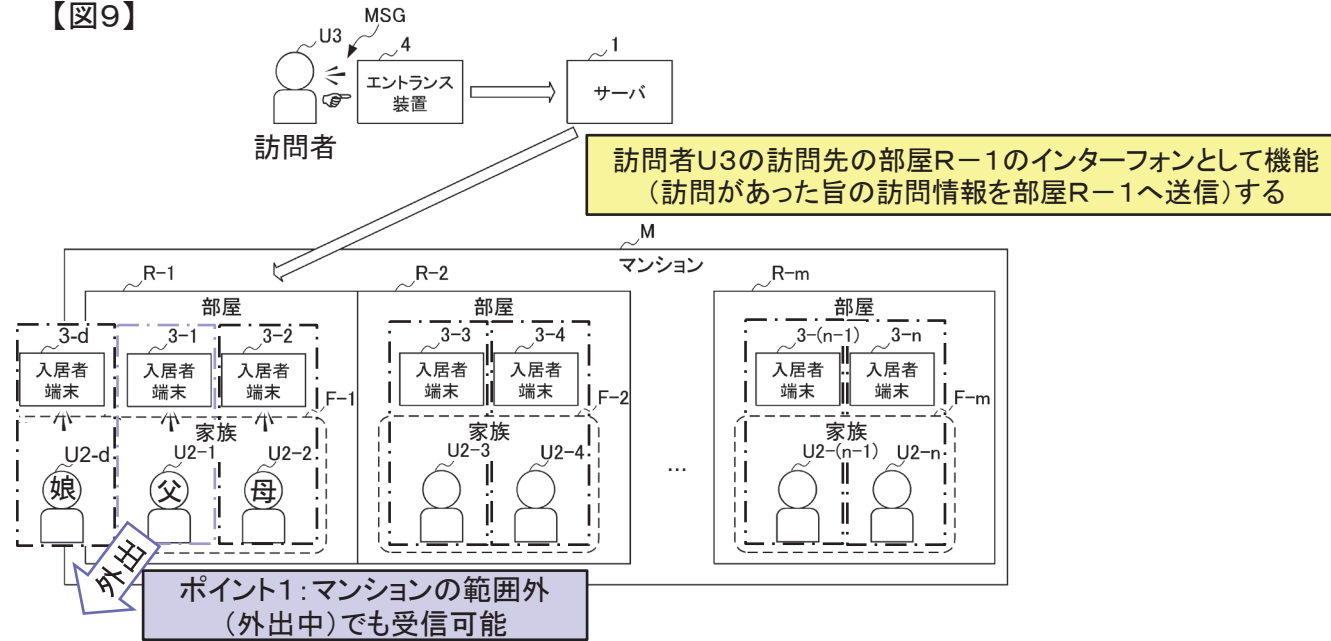 【図9】
MSG
U3
4
1
エントランス
装置
サーバ
訪問者
訪問者U3の訪問先の部屋R－1のインターフォンとして機能
（訪問があった旨の訪問情報を部屋R－1へ送信）する
M
マンション
R-1
R-2
R-m
部屋
部屋
部屋
3-d
3-1
3-2
3-3
3-4
3-(n-1)
3-n
入居者
端末
入居者
端末
入居者
端末
入居者
端末
入居者
端末
入居者
端末
入居者
端末
F-1
F-2
F-m
家族
家族
家族
U2-d
U2-1
U2-2
U2-3
U2-4
U2-(n-1)
U2-n
娘
父
母
…
外出
ポイント1：マンションの範囲外
（外出中）でも受信可能